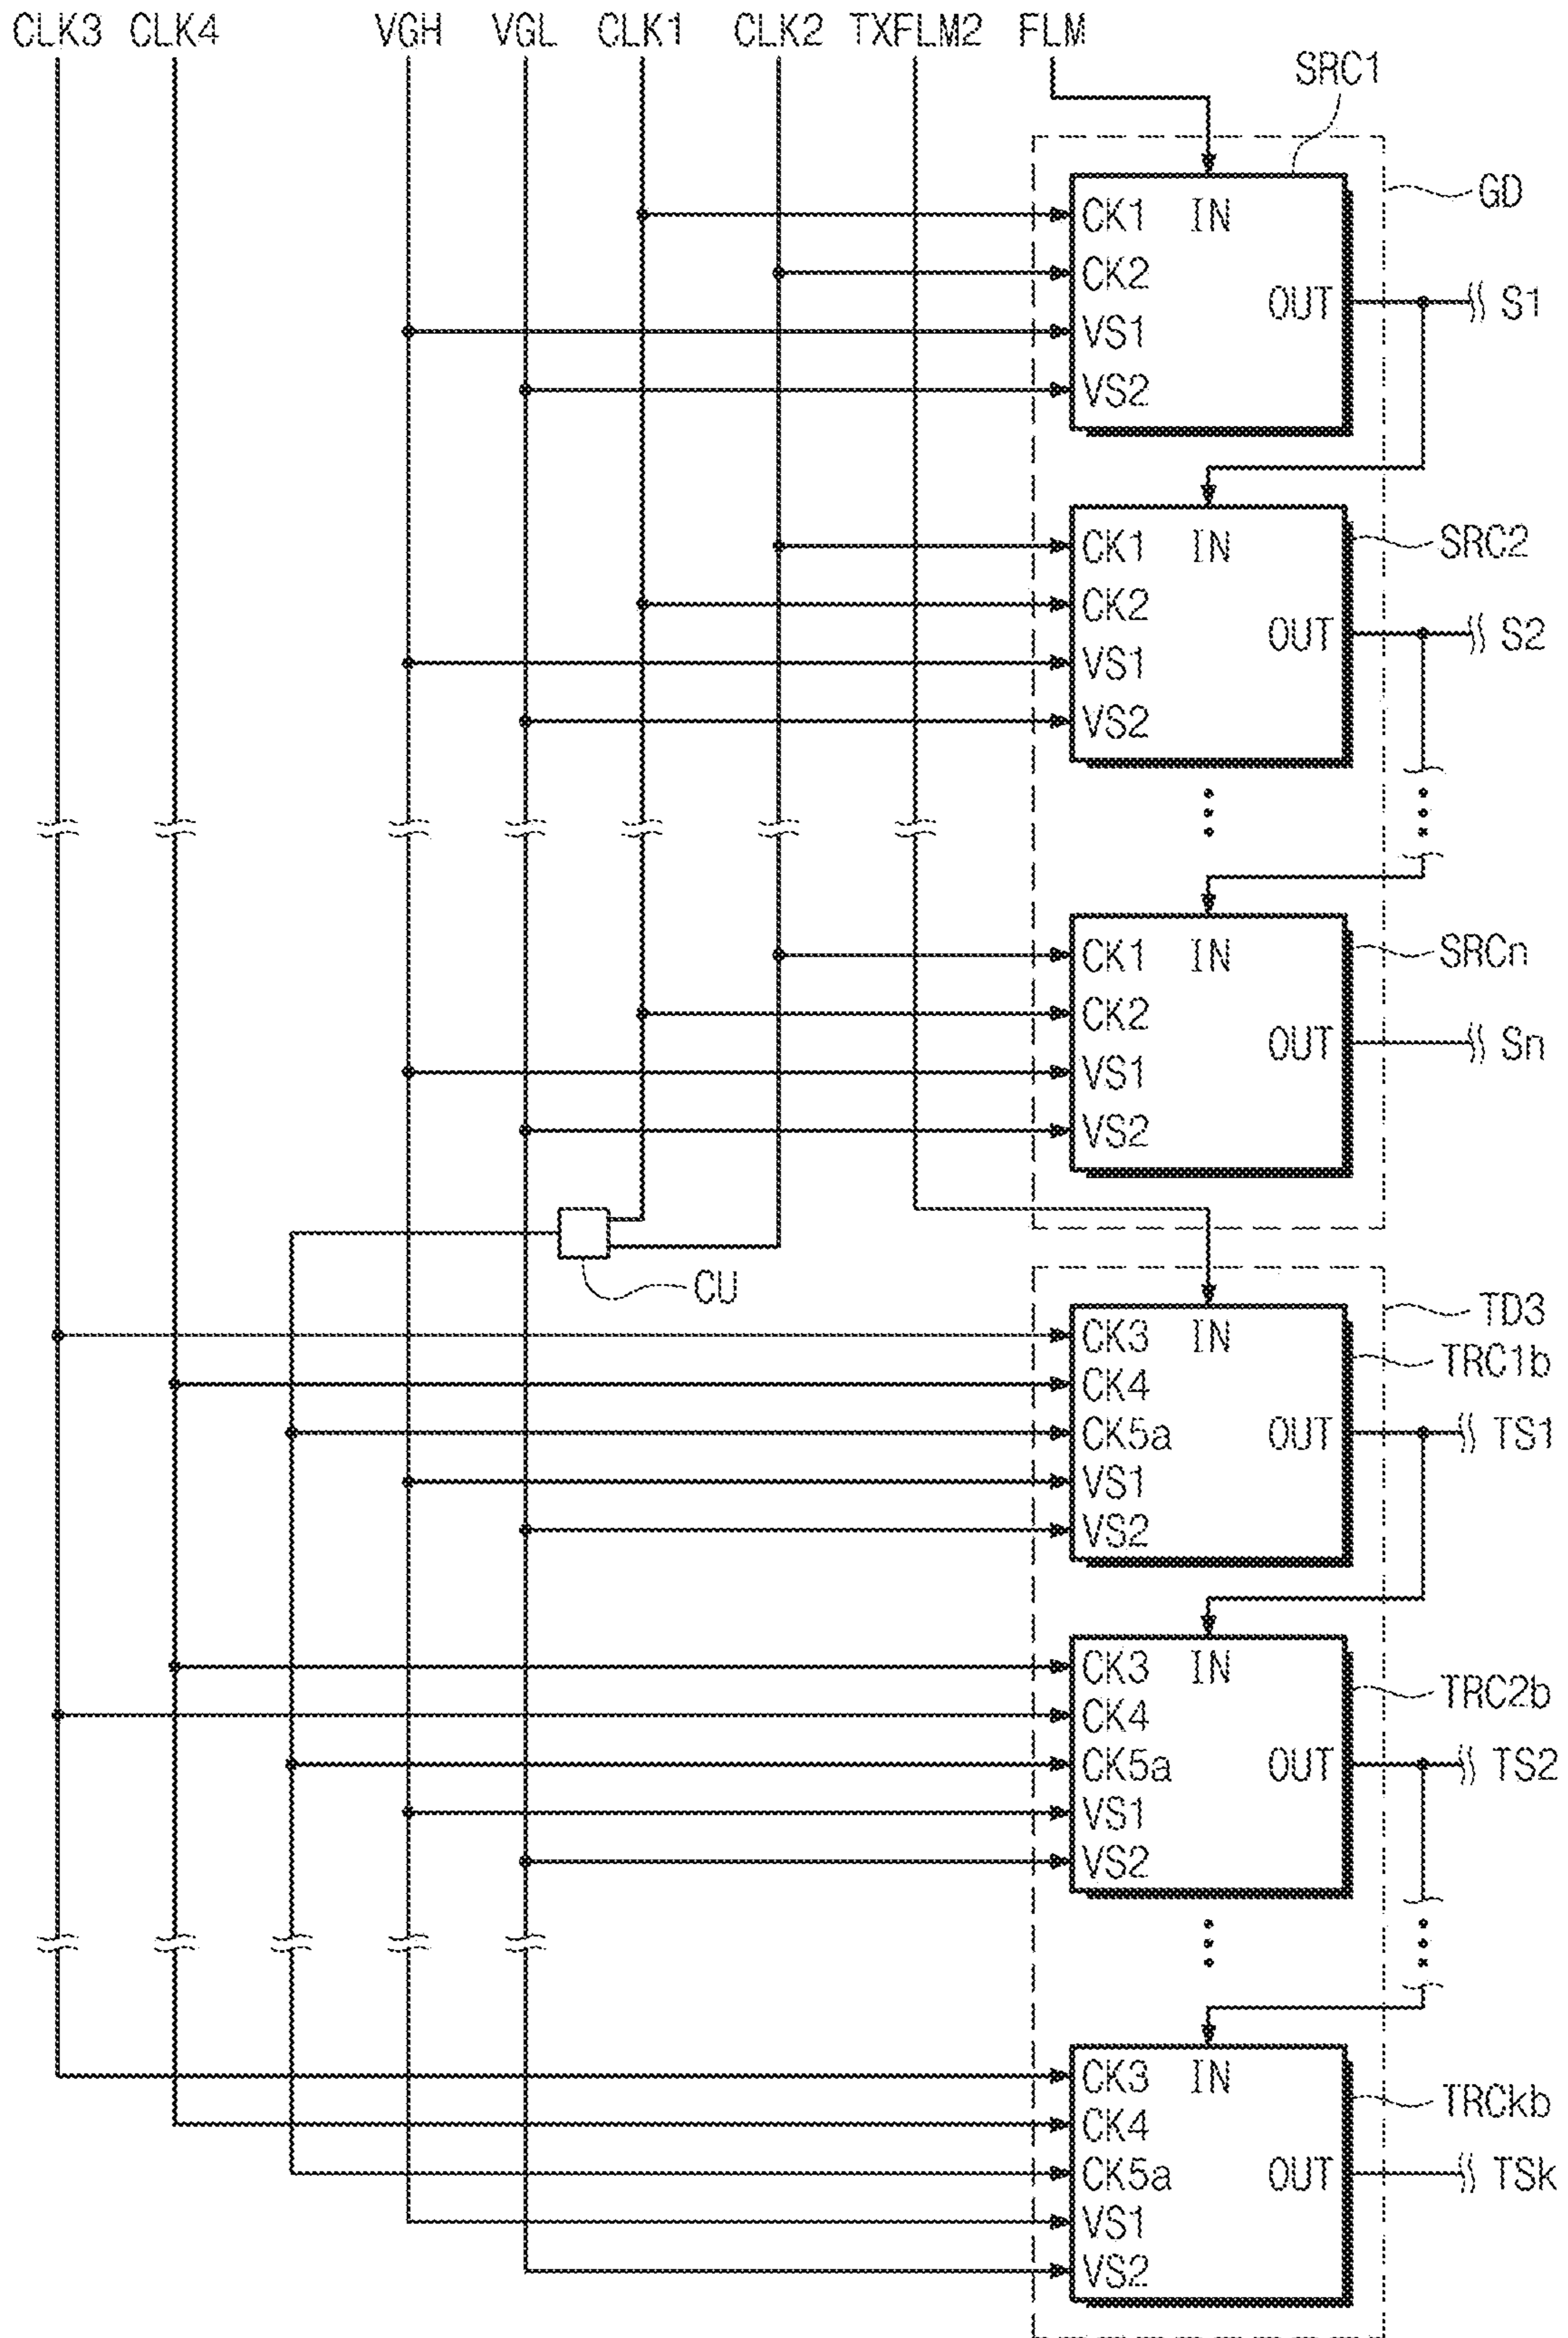 CLK3 CLK4 VGH VGL CLK1 CLK2 TXFLM2 FLM
SRC1
GD
CK1 IN
CK2
OUT S1
VS1
VS2
CK1 IN
SRC2
CK2
OUT S2
VS1
VS2
CK1 IN
SRCn
CK2
OUT Sn
VS1
VS2
CU
TD3
CK3 IN
TRC1b
CK4
CK5a OUT TS1
VS1
VS2
CK3 IN
TRC2b
CK4
CK5a OUT TS2
VS1
VS2
CK3 IN
TRCkb
CK4
CK5a OUT TSk
VS1
VS2